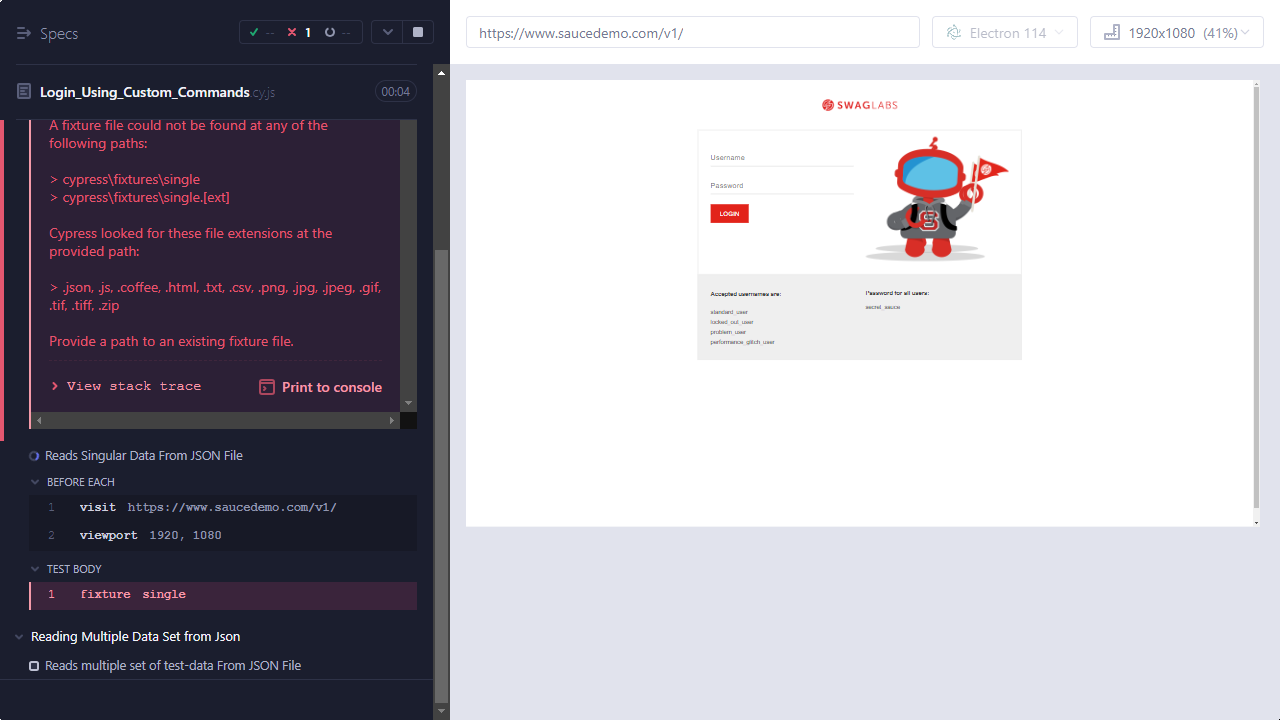 Specs
-- 1 --
https://www.saucedemo.com/v1/
Electron 114
1920x1080 (41%)
Login_Using_Custom_Commands cy.js
00:04
A fixture file could not be found at any of the
following paths:
> cypress\fixtures\single
> cypress\fixtures\single.[ext]
Cypress looked for these file extensions at the
provided path:
> .json, .js, .coffee, .html, .txt, .csv, .png, .jpg, .jpeg, .gif,
.tif, .tiff, .zip
Provide a path to an existing fixture file.
> View stack trace
Print to console
Reads Singular Data From JSON File
BEFORE EACH
1 visit https://www.saucedemo.com/v1/
2 viewport 1920, 1080
TEST BODY
1 fixture single
Reading Multiple Data Set from Json
Reads multiple set of test-data From JSON File
SWAGLABS
Username
Password
LOGIN
Accepted usernames are:
standard_user
locked_out_user
problem_user
performance_glitch_user
Password for all users:
secret_sauce